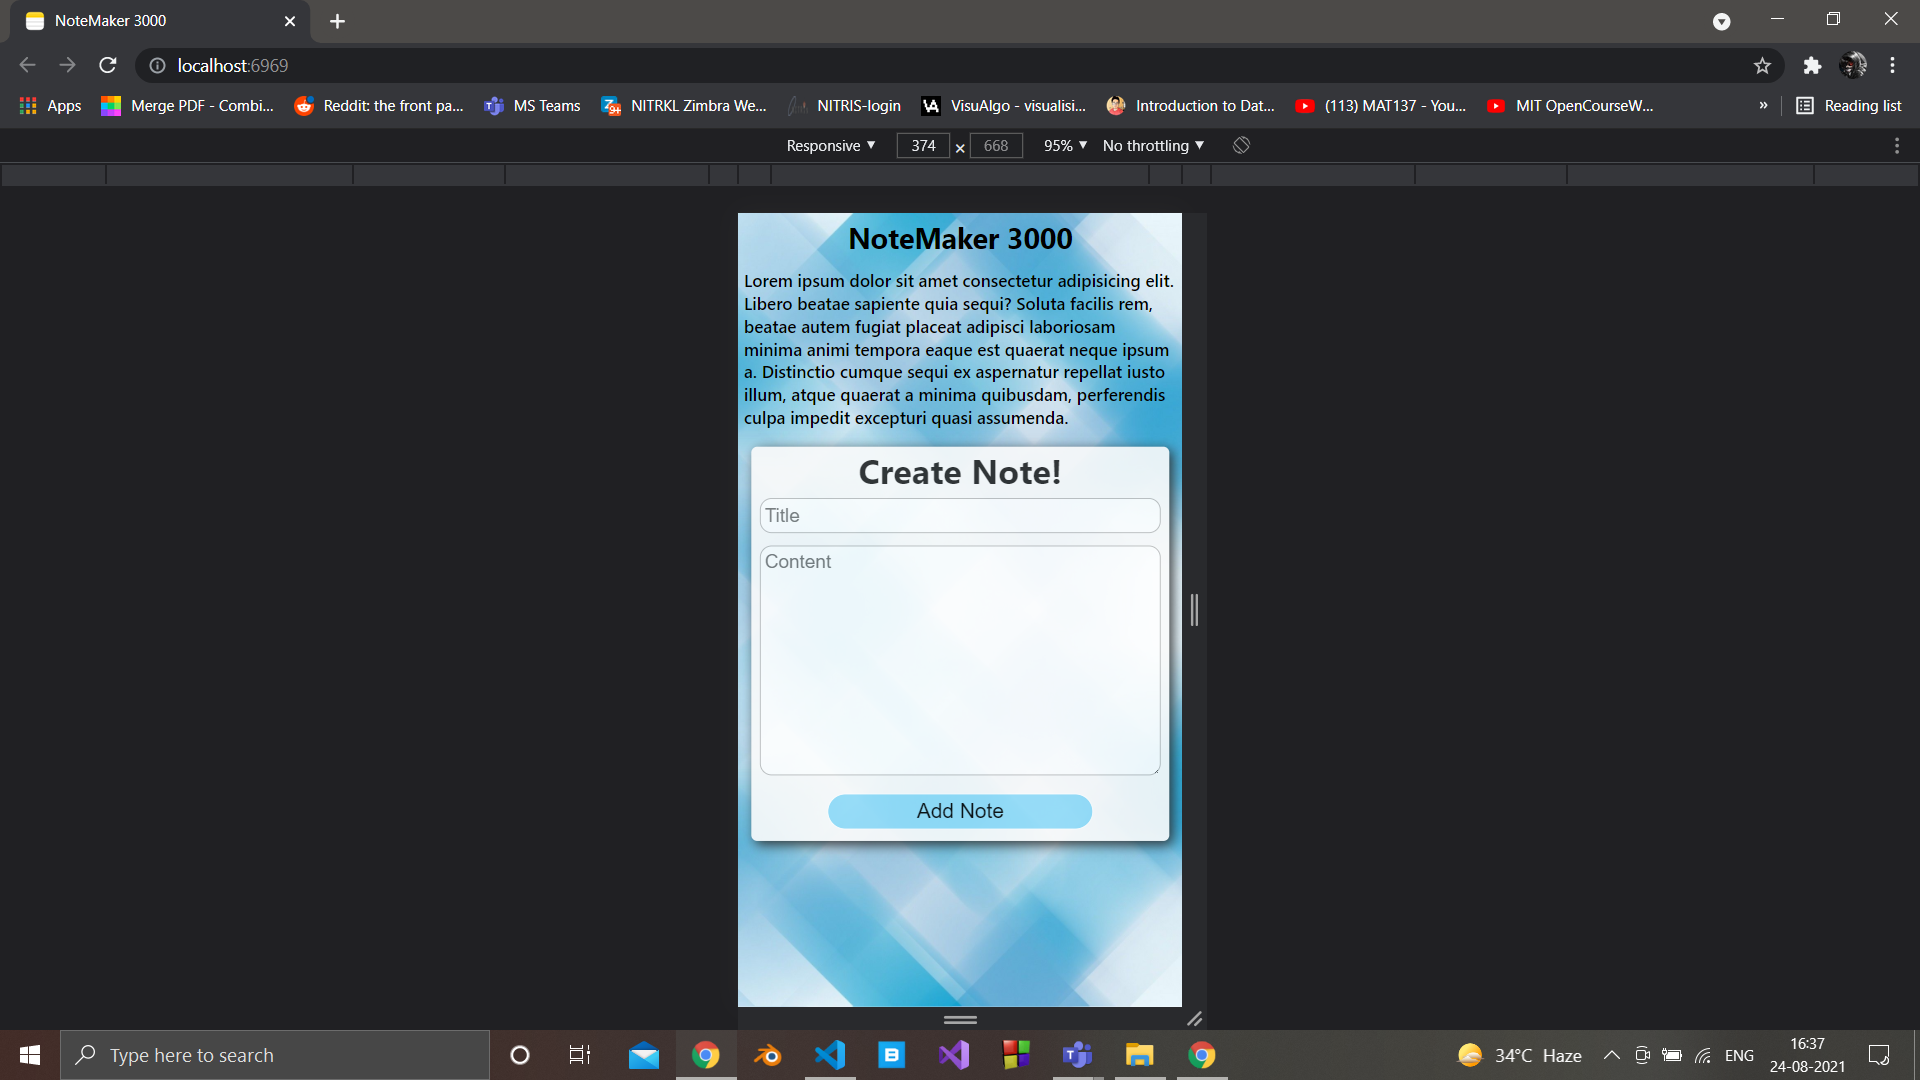 NoteMaker 3000
localhost:6969
Apps
Merge PDF - Combi...
Reddit: the front pa...
MS Teams
NITRKL Zimbra We...
NITRIS-login
VisuAlgo - visualisi...
Introduction to Dat...
(113) MAT137 - You...
MIT OpenCourseW...
»
Reading list
Responsive ▼ 374 × 668 95% ▼ No throttling ▼
NoteMaker 3000
Lorem ipsum dolor sit amet consectetur adipisicing elit.
Libero beatae sapiente quia sequi? Soluta facilis rem,
beatae autem fugiat placeat adipisci laboriosam
minima animi tempora eaque est quaerat neque ipsum
a. Distinctio cumque sequi ex aspernatur repellat iusto
illum, atque quaerat a minima quibusdam, perferendis
culpa impedit excepturi quasi assumenda.
Create Note!
Title
Content
Add Note
Type here to search
34°C Haze
ENG
16:37
24-08-2021